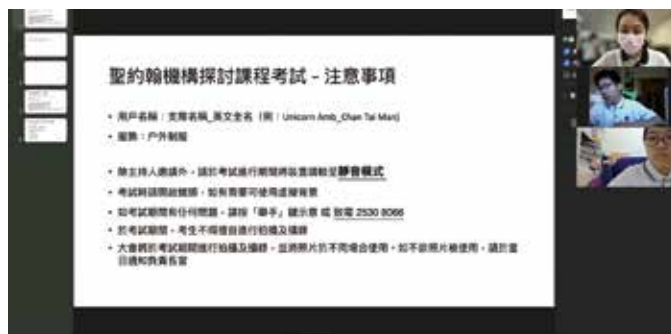 聖約翰機構探討課程考試 – 注意事項
• 用戶名稱：支隊名稱_英文全名 (例：Unicorn Amb_Chan Tai Man)
• 服飾：戶外制服
• 除主持人邀請外，請於考試進行期間將裝置調較至靜音模式
• 考試時請開啟鏡頭，如有需要可使用虛擬背景
• 如考試期間有任何問題，請按「舉手」鍵示意 或 致電 2530 8066
• 於考試期間，考生不得擅自進行拍攝及攝錄
• 大會將於考試期間進行拍攝及攝錄，並將照片於不同場合使用。如不欲照片被使用，請於當
日通知負責長官